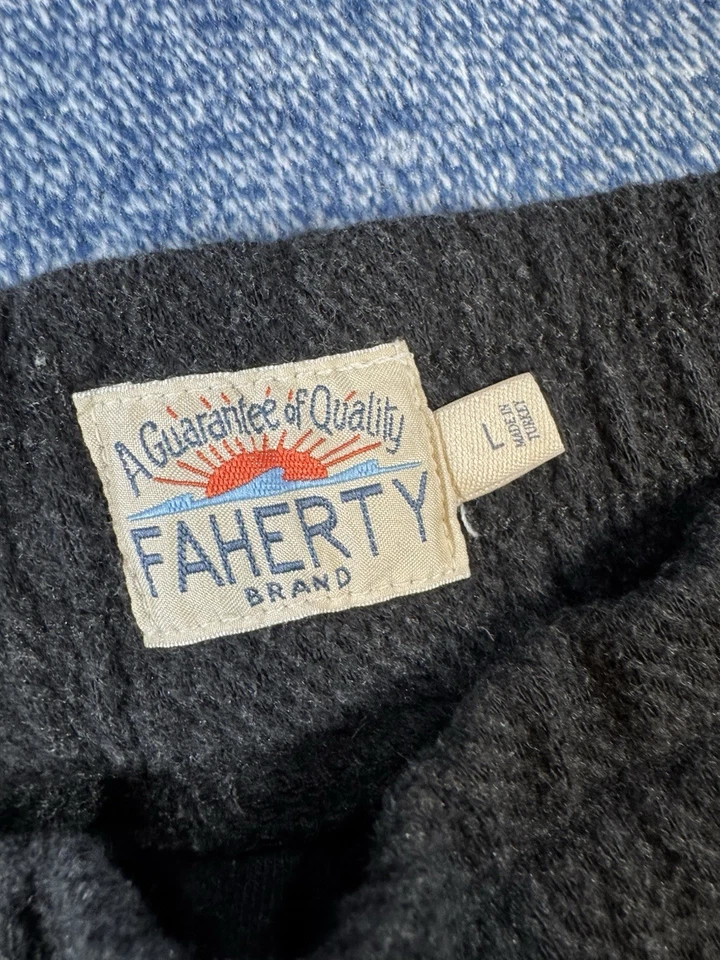 A Guarantee of Quality
FAHERTY
BRAND
L
MADE IN
TURKEY